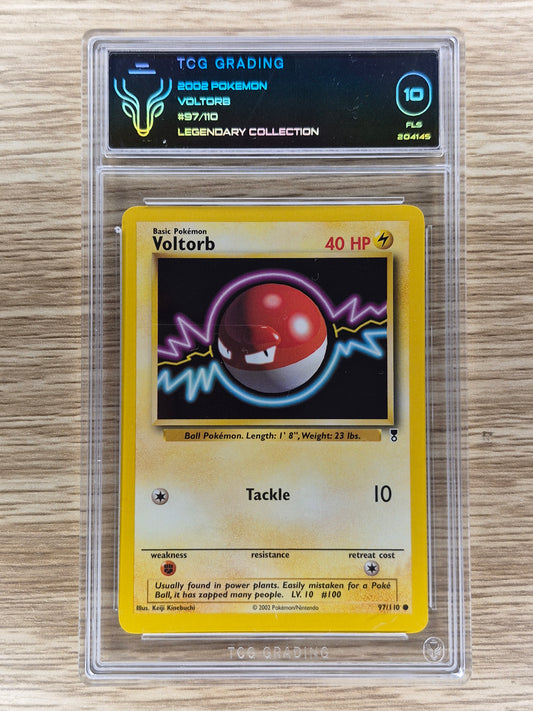 TCG GRADING
2002 POKEMON
VOLTORB
#97/110
LEGENDARY COLLECTION
10
FLS
204145
Basic Pokémon
Voltorb
40 HP
Ball Pokémon. Length: 1' 8", Weight: 23 lbs.
Tackle 10
weakness resistance retreat cost
Usually found in power plants. Easily mistaken for a Poké
Ball, it has zapped many people. LV. 10 #100
Illus. Keiji Kinebuchi © 2002 Pokémon/Nintendo 97/110
TCG GRADING